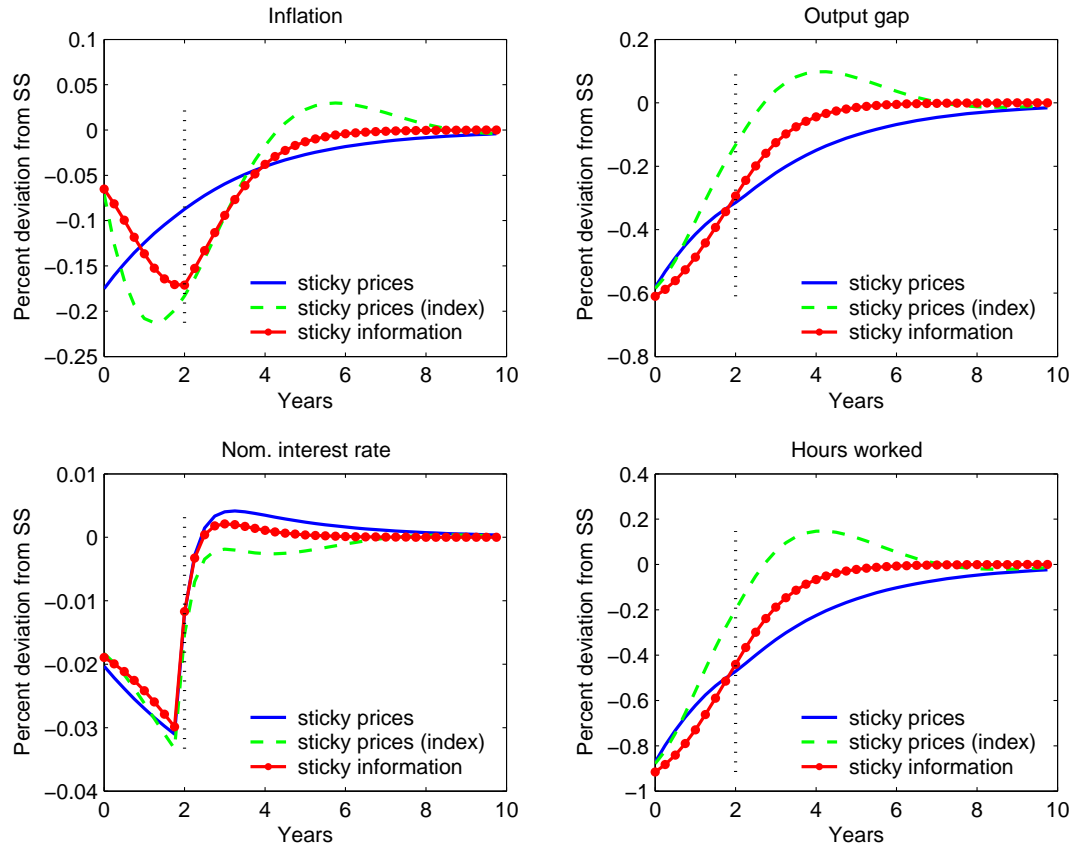 Inflation
Percent deviation from SS
0.1
0.05
0
−0.05
−0.1
−0.15
−0.2
−0.25
sticky prices
sticky prices (index)
sticky information
0 2 4 6 8 10
Years
Output gap
Percent deviation from SS
0.2
0
−0.2
−0.4
−0.6
−0.8
sticky prices
sticky prices (index)
sticky information
0 2 4 6 8 10
Years
Nom. interest rate
Percent deviation from SS
0.01
0
−0.01
−0.02
−0.03
−0.04
sticky prices
sticky prices (index)
sticky information
0 2 4 6 8 10
Years
Hours worked
Percent deviation from SS
0.4
0.2
0
−0.2
−0.4
−0.6
−0.8
−1
sticky prices
sticky prices (index)
sticky information
0 2 4 6 8 10
Years